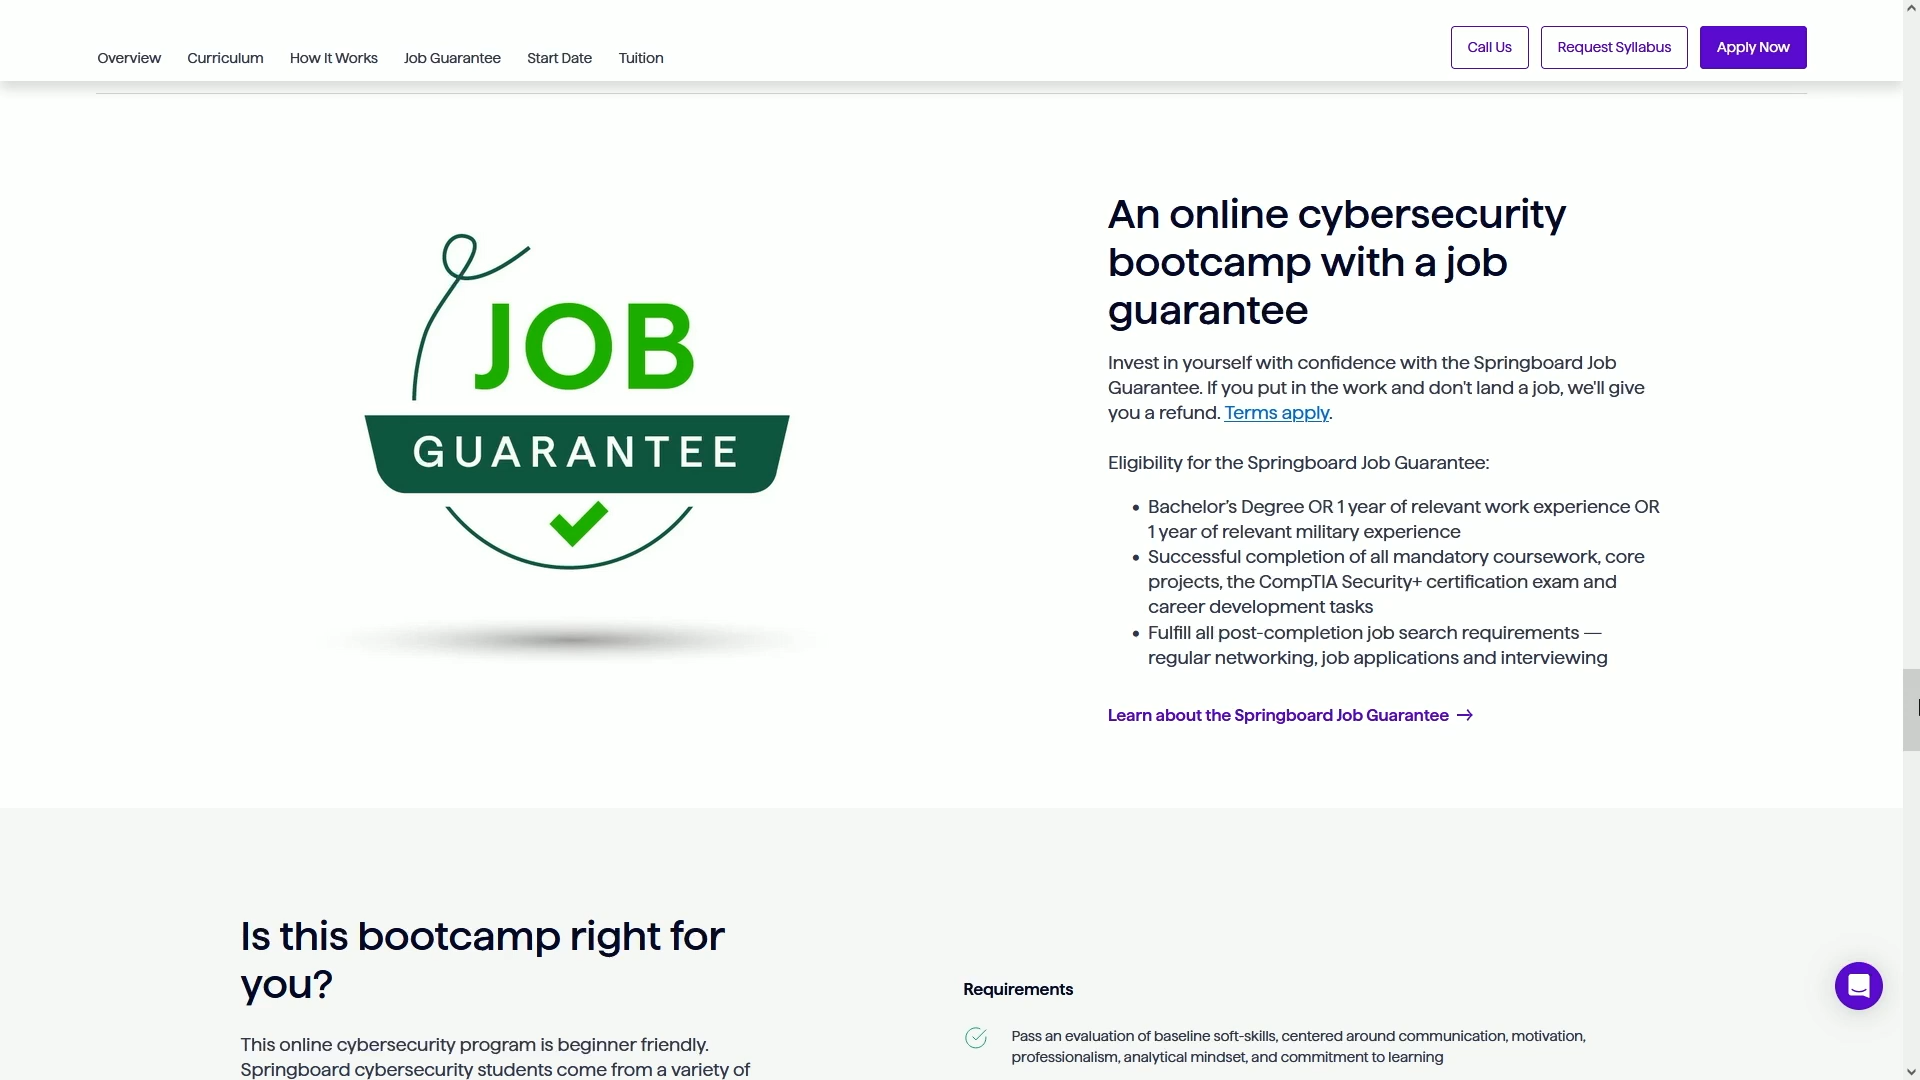 Overview Curriculum How It Works Job Guarantee Start Date Tuition Call Us Request Syllabus Apply Now
JOB
GUARANTEE
An online cybersecurity
bootcamp with a job
guarantee
Invest in yourself with confidence with the Springboard Job
Guarantee. If you put in the work and don't land a job, we'll give
you a refund. Terms apply.
Eligibility for the Springboard Job Guarantee:
• Bachelor’s Degree OR 1 year of relevant work experience OR
1 year of relevant military experience
• Successful completion of all mandatory coursework, core
projects, the CompTIA Security+ certification exam and
career development tasks
• Fulfill all post-completion job search requirements —
regular networking, job applications and interviewing
Learn about the Springboard Job Guarantee →
Is this bootcamp right for
you?
This online cybersecurity program is beginner friendly.
Springboard cybersecurity students come from a variety of
Requirements
Pass an evaluation of baseline soft-skills, centered around communication, motivation,
professionalism, analytical mindset, and commitment to learning